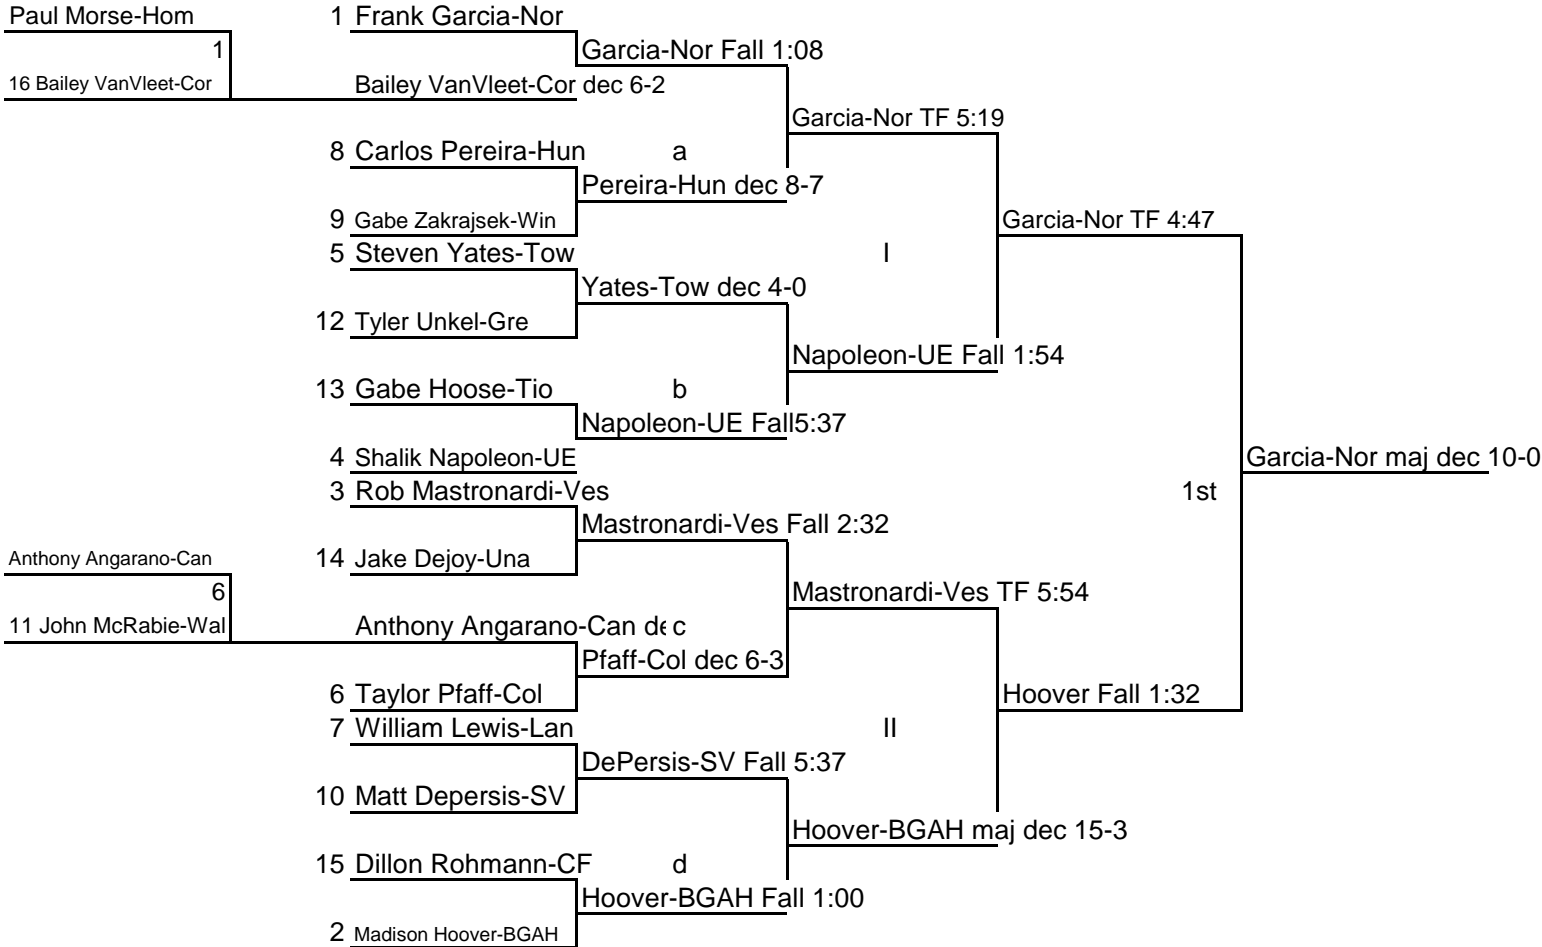 Paul Morse-Hom
1 Frank Garcia-Nor
1
Garcia-Nor Fall 1:08
16 Bailey VanVleet-Cor
Bailey VanVleet-Cor dec 6-2
Garcia-Nor TF 5:19
8 Carlos Pereira-Hun
a
Pereira-Hun dec 8-7
9 Gabe Zakrajsek-Win
Garcia-Nor TF 4:47
5 Steven Yates-Tow
I
Yates-Tow dec 4-0
12 Tyler Unkel-Gre
Napoleon-UE Fall 1:54
13 Gabe Hoose-Tio
b
Napoleon-UE Fall5:37
4 Shalik Napoleon-UE
Garcia-Nor maj dec 10-0
3 Rob Mastronardi-Ves
1st
Mastronardi-Ves Fall 2:32
Anthony Angarano-Can
14 Jake Dejoy-Una
6
Mastronardi-Ves TF 5:54
11 John McRabie-Wal
Anthony Angarano-Can
c
Pfaff-Col dec 6-3
6 Taylor Pfaff-Col
Hoover Fall 1:32
7 William Lewis-Lan
II
DePersis-SV Fall 5:37
10 Matt Depersis-SV
Hoover-BGAH maj dec 15-3
15 Dillon Rohmann-CF
d
Hoover-BGAH Fall 1:00
2 Madison Hoover-BGAH